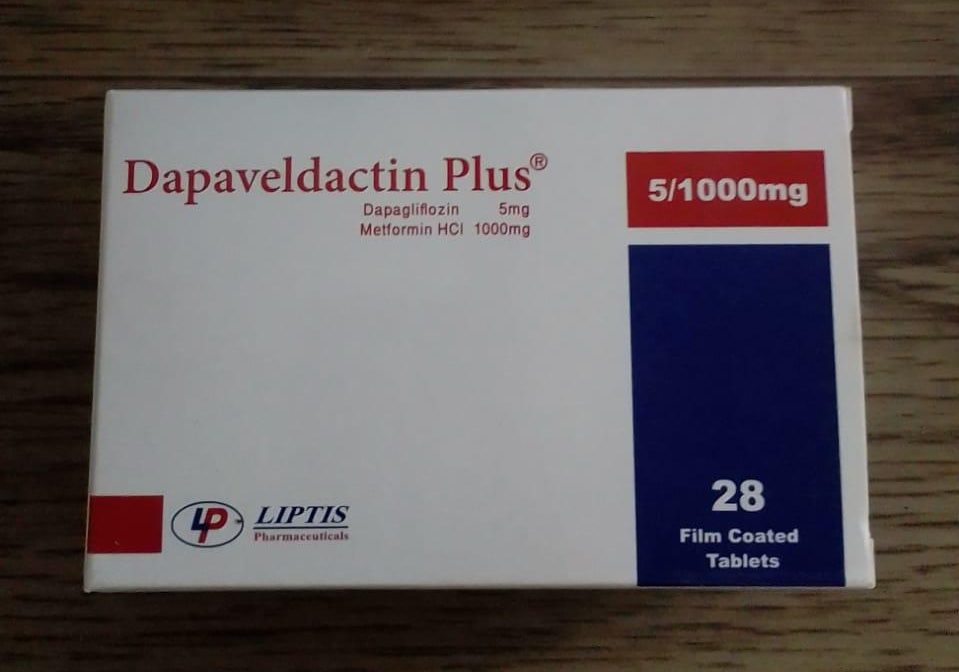 Dapaveldactin Plus®
Dapagliflozin 5mg
Metformin HCl 1000mg
5/1000mg
28
Film Coated
Tablets
LP
LIPTIS
Pharmaceuticals